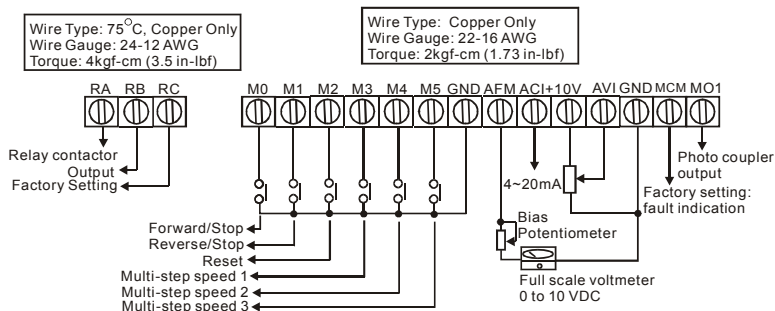 Wire Type: 75°C, Copper Only
Wire Gauge: 24-12 AWG
Torque: 4kgf-cm (3.5 in-lbf)
Wire Type: Copper Only
Wire Gauge: 22-16 AWG
Torque: 2kgf-cm (1.73 in-lbf)
RA RB RC
M0 M1 M2 M3 M4 M5 GND AFM ACI +10V AVI GND MCM MO1
Relay contactor
Output
Factory Setting
4~20mA
Photo coupler
output
Factory setting:
fault indication
Bias
Potentiometer
Forward/Stop
Reverse/Stop
Reset
Multi-step speed 1
Multi-step speed 2
Multi-step speed 3
Full scale voltmeter
0 to 10 VDC